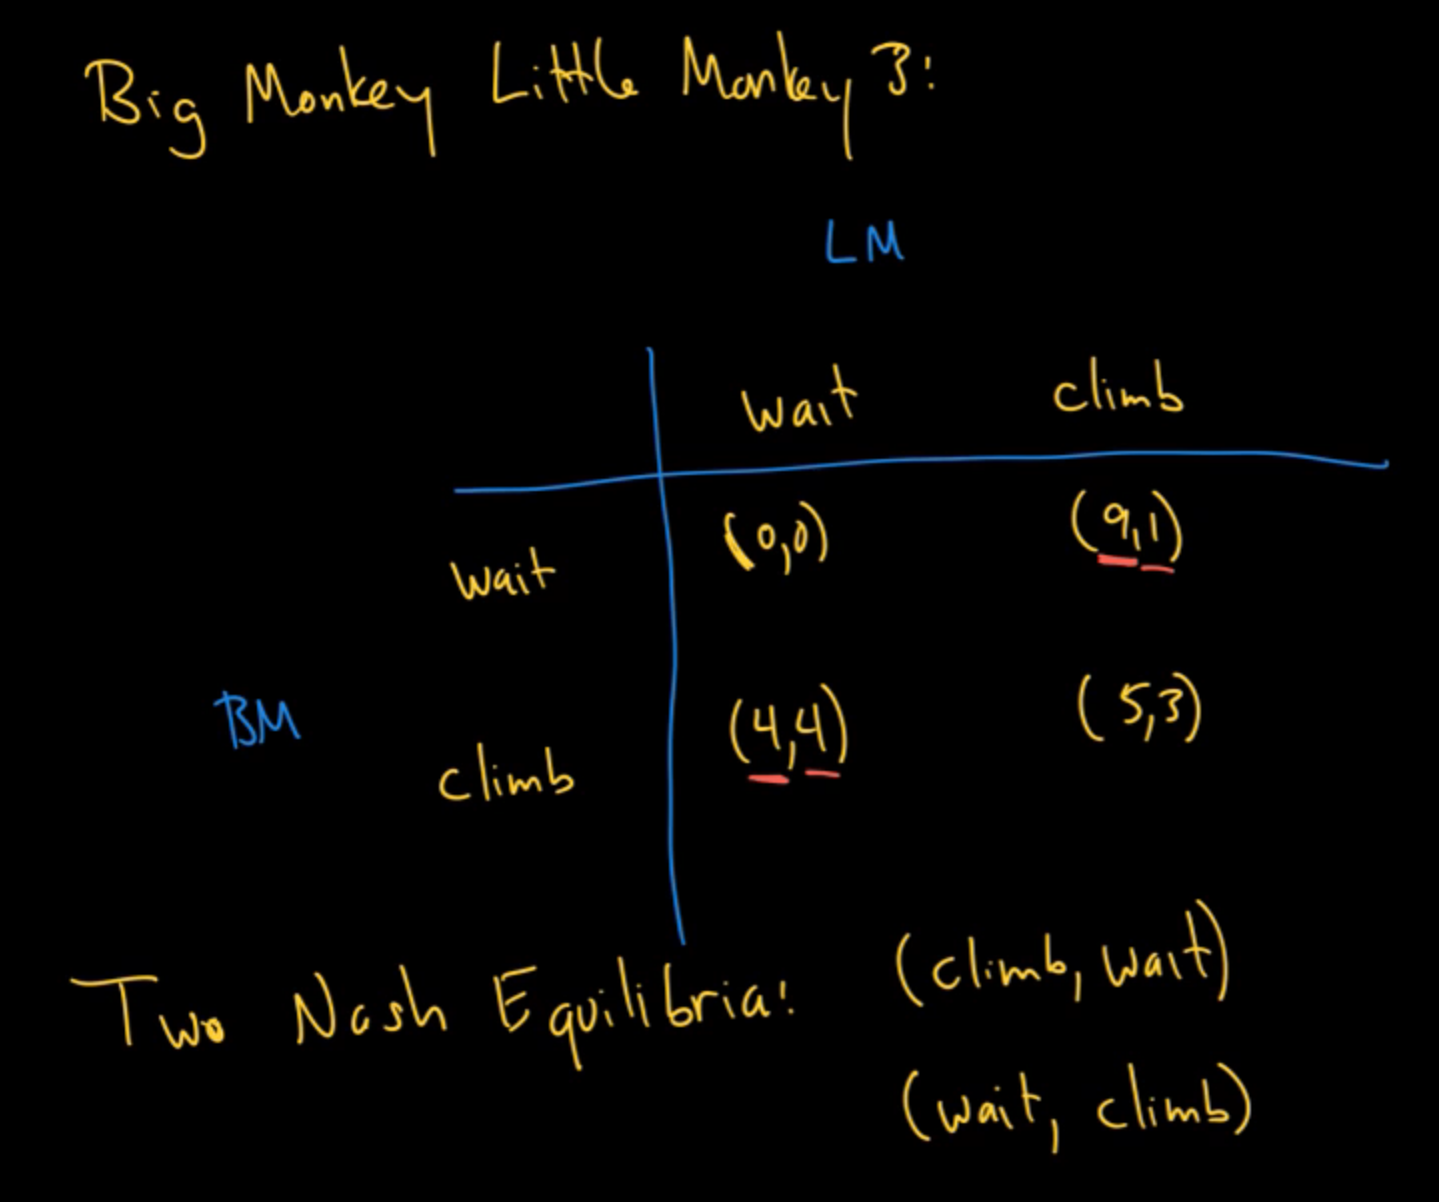 Big Monkey Little Monkey 3:
LM
wait climb
wait (0,0) (9,1)
BM
climb (4,4) (5,3)
Two Nash Equilibria: (climb, wait)
(wait, climb)